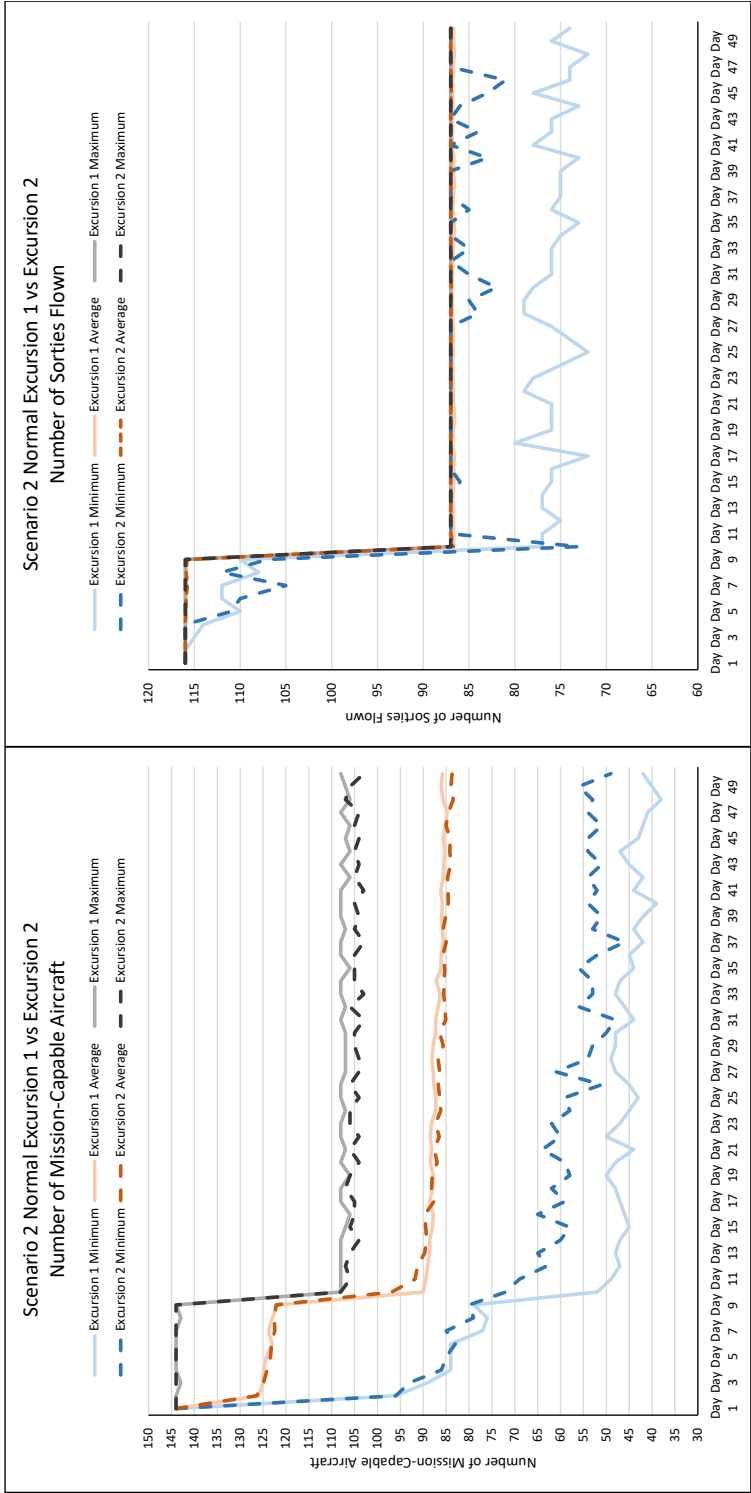 Scenario 2 Normal Excursion 1 vs Excursion 2
Number of Mission-Capable Aircraft
Excursion 1 Minimum
Excursion 1 Average
Excursion 1 Maximum
Excursion 2 Minimum
Excursion 2 Average
Excursion 2 Maximum
Number of Mission-Capable Aircraft
150
145
140
135
130
125
120
115
110
105
100
95
90
85
80
75
70
65
60
55
50
45
40
35
30
Day Day Day Day Day Day Day Day Day Day Day Day Day Day Day Day Day Day Day Day Day Day Day Day Day
1 3 5 7 9 11 13 15 17 19 21 23 25 27 29 31 33 35 37 39 41 43 45 47 49
Scenario 2 Normal Excursion 1 vs Excursion 2
Number of Sorties Flown
Excursion 1 Minimum
Excursion 1 Average
Excursion 1 Maximum
Excursion 2 Minimum
Excursion 2 Average
Excursion 2 Maximum
Number of Sorties Flown
120
115
110
105
100
95
90
85
80
75
70
65
60
Day Day Day Day Day Day Day Day Day Day Day Day Day Day Day Day Day Day Day Day Day Day Day Day Day
1 3 5 7 9 11 13 15 17 19 21 23 25 27 29 31 33 35 37 39 41 43 45 47 49